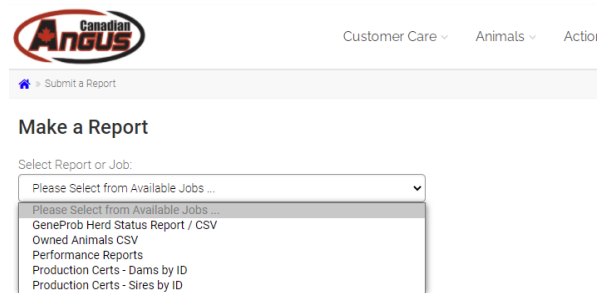 Canadian
Angus
Customer Care
Animals
Action
» Submit a Report
Make a Report
Select Report or Job:
Please Select from Available Jobs ...
Please Select from Available Jobs ...
GeneProb Herd Status Report / CSV
Owned Animals CSV
Performance Reports
Production Certs - Dams by ID
Production Certs - Sires by ID